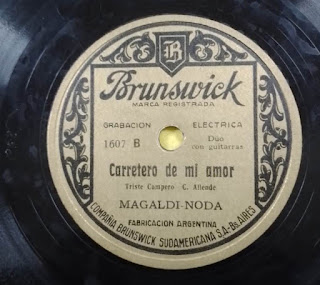 B
Brunswick
MARCA REGISTRADA
GRABACION ELECTRICA
1607 B Dúo
con guitarras
Carretero de mi amor
Triste Campero - C. Allende
MAGALDI-NODA
FABRICACION ARGENTINA
COMPAÑIA BRUNSWICK SUDAMERICANA S.A.-Bs.AIRES